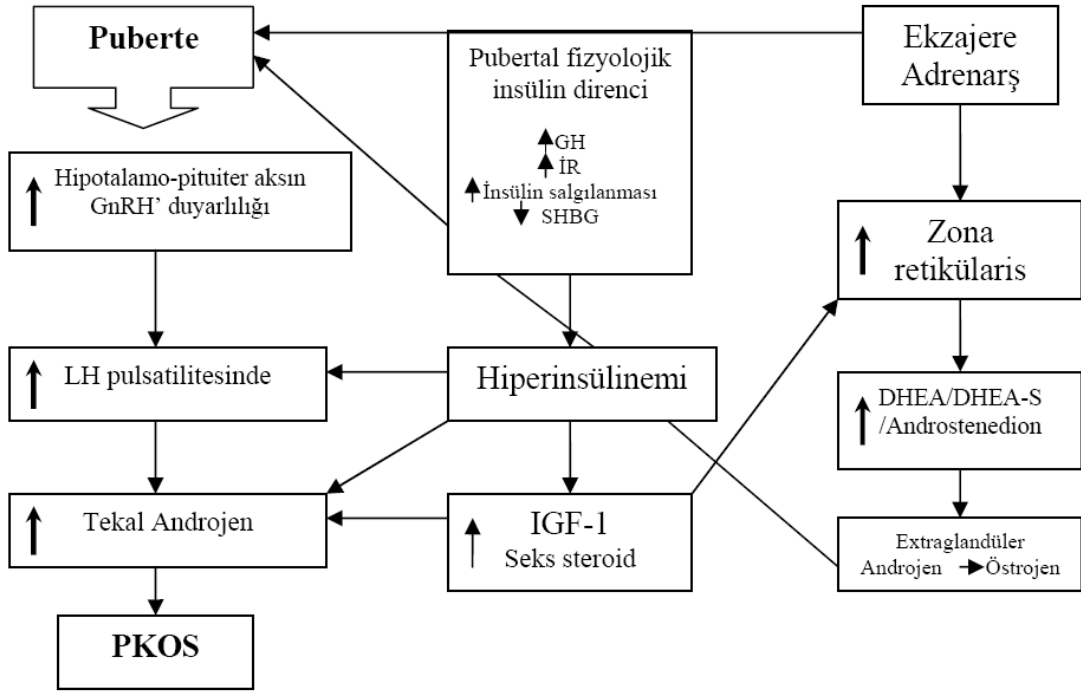 Puberte
Hipotalamo-pituiter aksın
GnRH’ duyarlılığı
LH pulsatilitesinde
Tekal Androjen
PKOS
Pubertal fizyolojik
insülin direnci
GH
İR
İnsülin salgılanması
SHBG
Hiperinsülinemi
IGF-1
Seks steroid
Ekzajere
Adrenarş
Zona
retikülaris
DHEA/DHEA-S
/Androstenedion
Extraglandüler
Androjen Östrojen